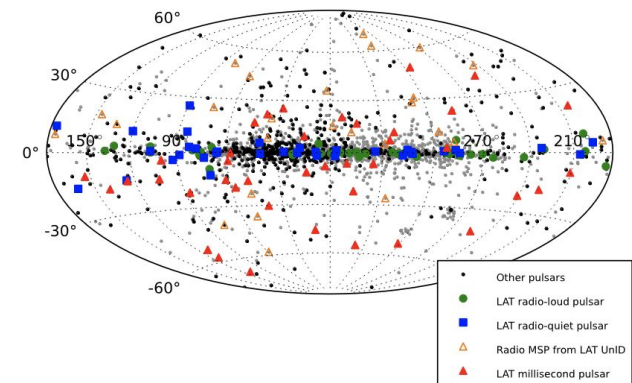 60°
30°
150° 90° 270° 210°
0°
-30°
-60°
Other pulsars
LAT radio-loud pulsar
LAT radio-quiet pulsar
Radio MSP from LAT UnID
LAT millisecond pulsar